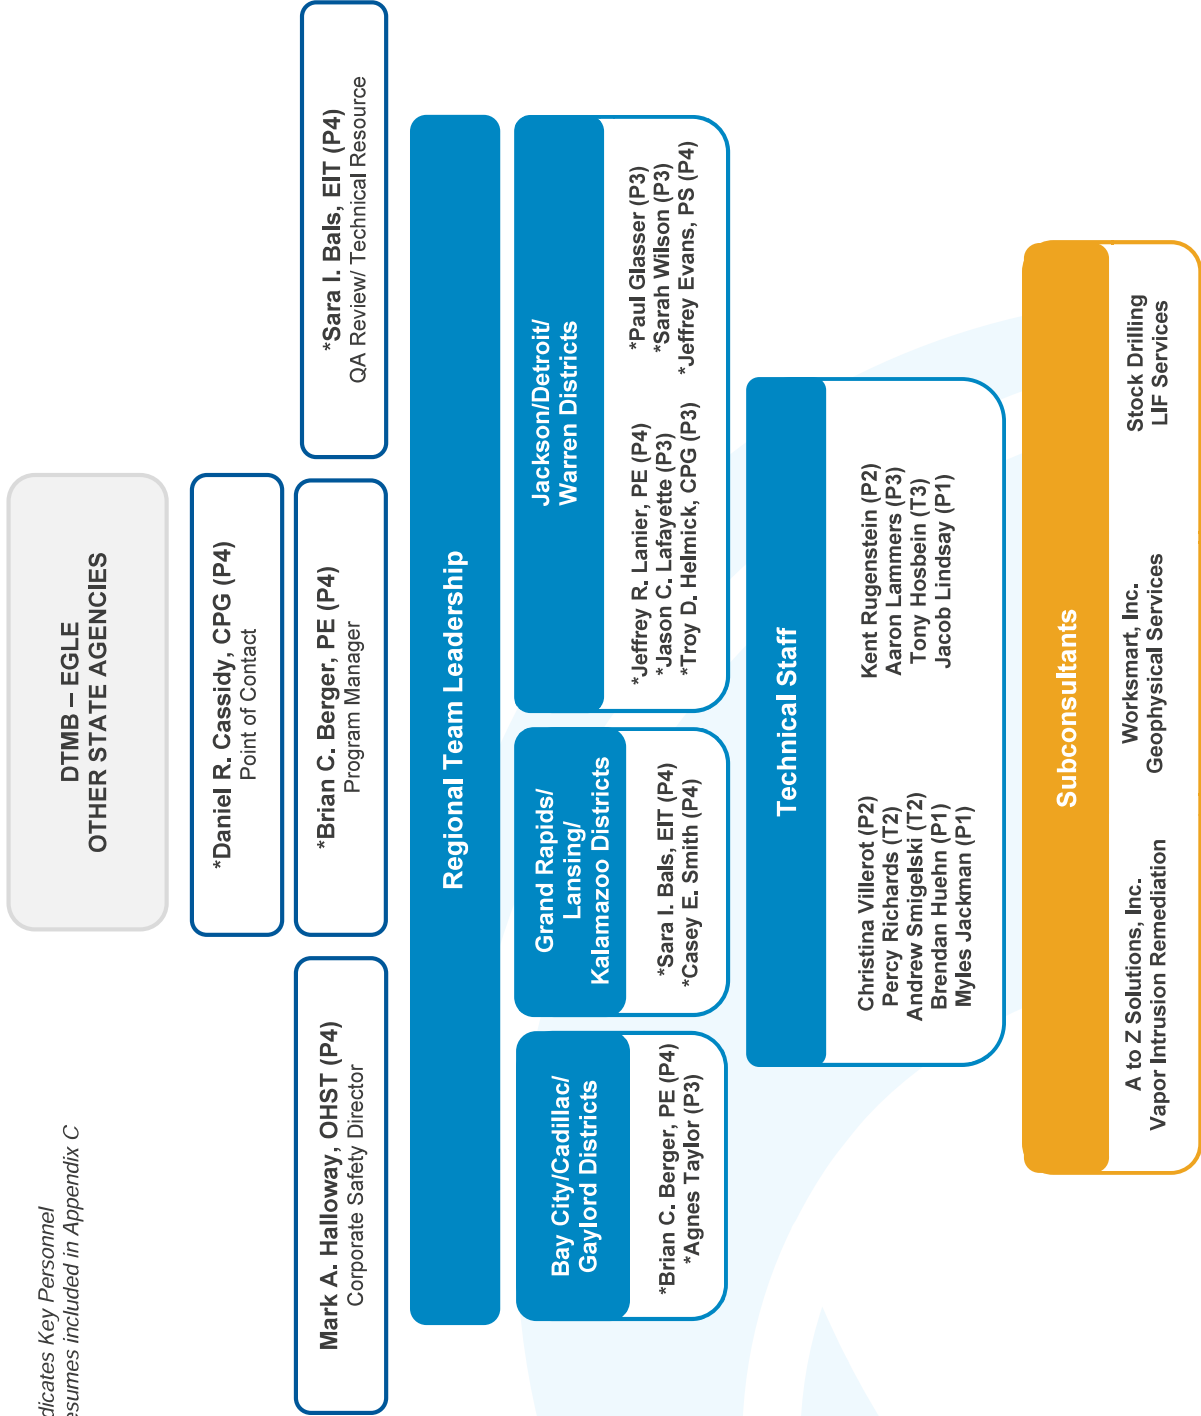 dicates Key Personnel
esumes included in Appendix C
DTMB – EGLE
OTHER STATE AGENCIES
*Daniel R. Cassidy, CPG (P4)
Point of Contact
Mark A. Halloway, OHST (P4)
Corporate Safety Director
*Brian C. Berger, PE (P4)
Program Manager
*Sara I. Bals, EIT (P4)
QA Review/ Technical Resource
Regional Team Leadership
Bay City/Cadillac/
Gaylord Districts
*Brian C. Berger, PE (P4)
*Agnes Taylor (P3)
Grand Rapids/
Lansing/
Kalamazoo Districts
*Sara I. Bals, EIT (P4)
*Casey E. Smith (P4)
Jackson/Detroit/
Warren Districts
*Jeffrey R. Lanier, PE (P4)
*Jason C. Lafayette (P3)
*Troy D. Helmick, CPG (P3)
*Paul Glasser (P3)
*Sarah Wilson (P3)
*Jeffrey Evans, PS (P4)
Technical Staff
Christina Villerot (P2)
Percy Richards (T2)
Andrew Smigelski (T2)
Brendan Huehn (P1)
Myles Jackman (P1)
Kent Rugenstein (P2)
Aaron Lammers (P3)
Tony Hosbein (T3)
Jacob Lindsay (P1)
Subconsultants
A to Z Solutions, Inc.
Vapor Intrusion Remediation
Worksmart, Inc.
Geophysical Services
Stock Drilling
LIF Services